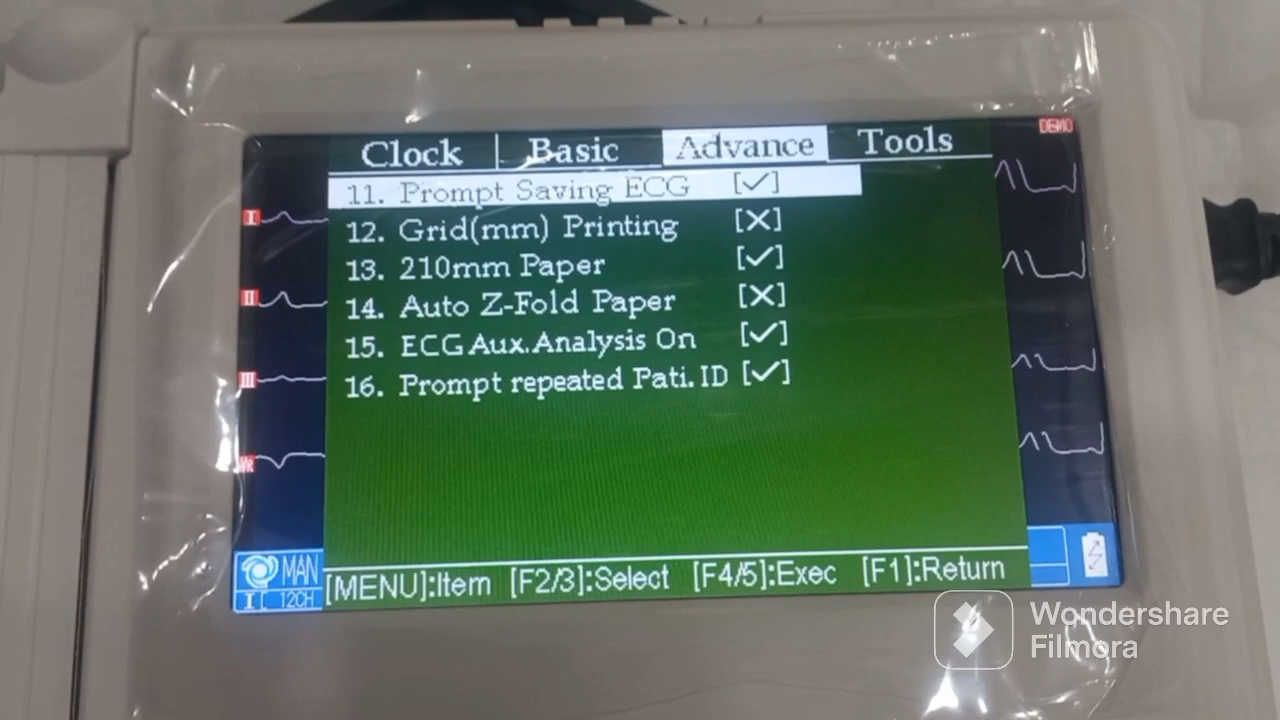 Clock Basic Advance Tools
DEMO
11. Prompt Saving ECG [✓]
12. Grid(mm) Printing [X]
13. 210mm Paper [✓]
14. Auto Z-Fold Paper [X]
15. ECG Aux.Analysis On [✓]
16. Prompt repeated Pati.ID [✓]
I
II
III
MAN
I[ 12CH
[MENU]:Item [F2/3]:Select [F4/5]:Exec [F1]:Return
Wondershare
Filmora